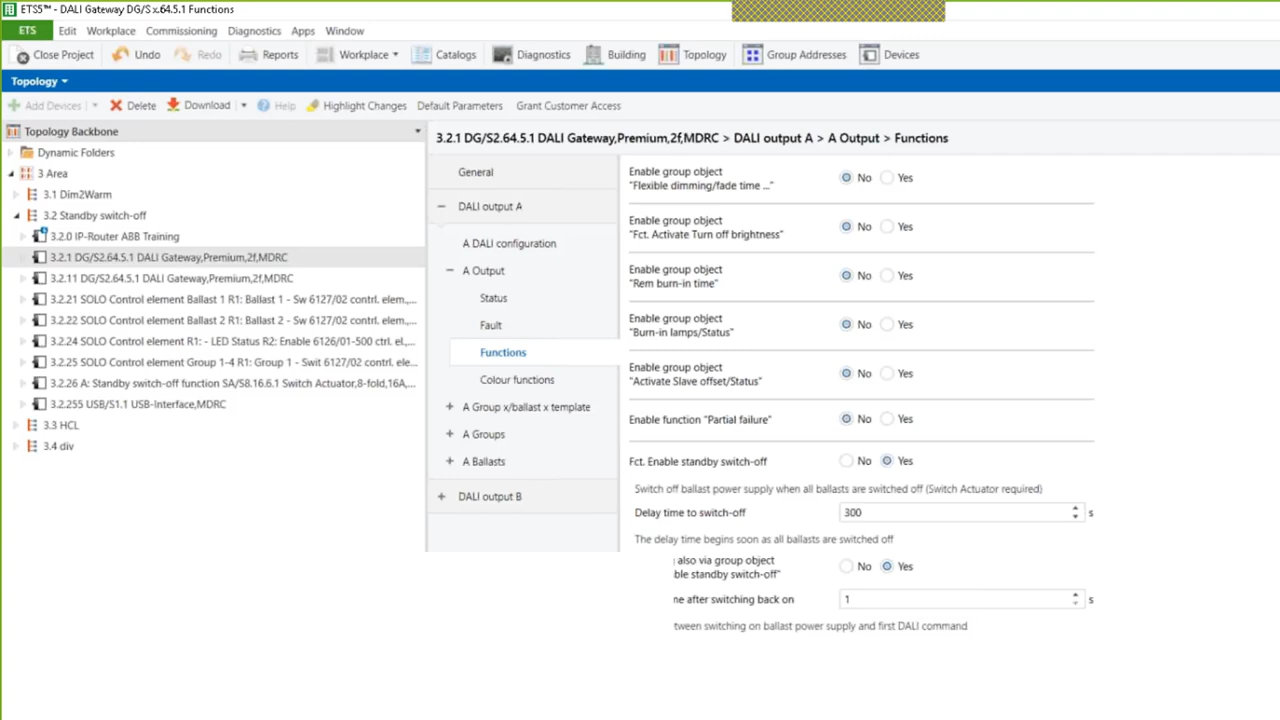 ETS5™ - DALI Gateway DG/S x.64.5.1 Functions
ETS Edit Workplace Commissioning Diagnostics Apps Window
Close Project Undo Redo Reports Workplace Catalogs Diagnostics Building Topology Group Addresses Devices
Topology
Add Devices Delete Download Help Highlight Changes Default Parameters Grant Customer Access
Topology Backbone
Dynamic Folders
3 Area
3.1 Dim2Warm
3.2 Standby switch-off
3.2.0 IP-Router ABB Training
3.2.1 DG/S2.64.5.1 DALI Gateway,Premium,2f,MDRC
3.2.11 DG/S2.64.5.1 DALI Gateway,Premium,2f,MDRC
3.2.21 SOLO Control element Ballast 1 R1: Ballast 1 - Sw 6127/02 contrl. elem.,...
3.2.22 SOLO Control element Ballast 2 R1: Ballast 2 - Sw 6127/02 contrl. elem.,...
3.2.24 SOLO Control element R1: - LED Status R2: Enable 6126/01-500 ctrl. el.,...
3.2.25 SOLO Control element Group 1-4 R1: Group 1 - Swit 6127/02 contrl. ele...
3.2.26 A: Standby switch-off function SA/S8.16.6.1 Switch Actuator,8-fold,16A,...
3.2.255 USB/S1.1 USB-Interface,MDRC
3.3 HCL
3.4 div
3.2.1 DG/S2.64.5.1 DALI Gateway,Premium,2f,MDRC > DALI output A > A Output > Functions
General
DALI output A
A DALI configuration
A Output
Status
Fault
Functions
Colour functions
A Group x/ballast x template
A Groups
A Ballasts
DALI output B
Enable group object
"Flexible dimming/fade time ..." No Yes
Enable group object
"Fct. Activate Turn off brightness" No Yes
Enable group object
"Rem burn-in time" No Yes
Enable group object
"Burn-in lamps/Status" No Yes
Enable group object
"Activate Slave offset/Status" No Yes
Enable function "Partial failure" No Yes
Fct. Enable standby switch-off No Yes
Switch off ballast power supply when all ballasts are switched off (Switch Actuator required)
Delay time to switch-off 300 s
The delay time begins soon as all ballasts are switched off
also via group object
ble standby switch-off" No Yes
me after switching back on 1 s
tween switching on ballast power supply and first DALI command